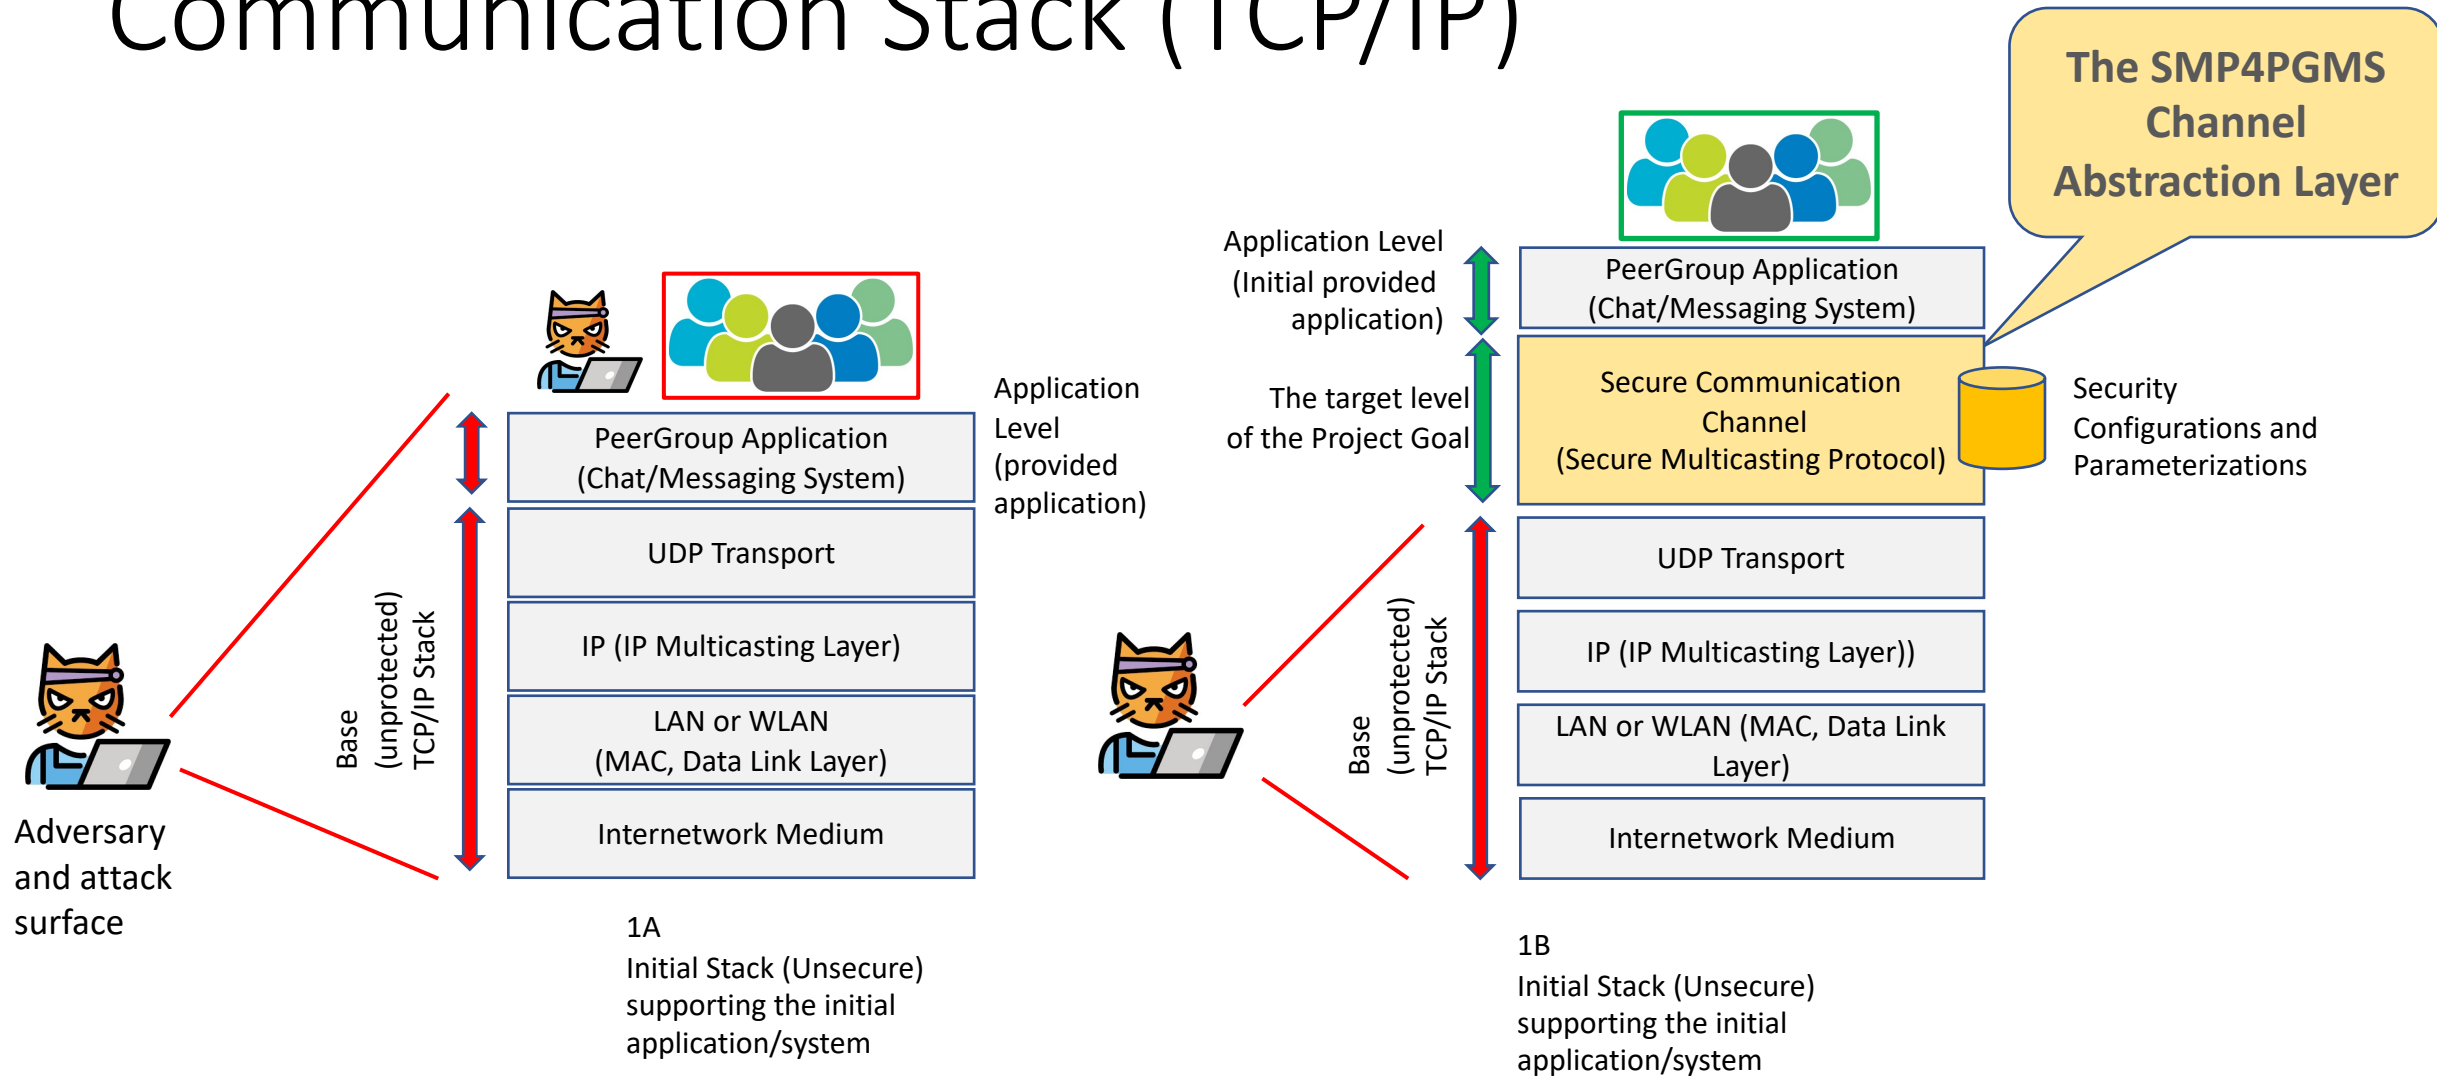 Communication Stack (TCP/IP)
The SMP4PGMS
Channel
Abstraction Layer
Application
Level
(provided
application)
PeerGroup Application
(Chat/Messaging System)
UDP Transport
IP (IP Multicasting Layer)
LAN or WLAN
(MAC, Data Link Layer)
Internetwork Medium
Base
(unprotected)
TCP/IP Stack
Adversary
and attack
surface
1A
Initial Stack (Unsecure)
supporting the initial
application/system
Application Level
(Initial provided
application)
The target level
of the Project Goal
PeerGroup Application
(Chat/Messaging System)
Secure Communication
Channel
(Secure Multicasting Protocol)
Security
Configurations and
Parameterizations
UDP Transport
IP (IP Multicasting Layer))
LAN or WLAN (MAC, Data Link
Layer)
Internetwork Medium
Base
(unprotected)
TCP/IP Stack
1B
Initial Stack (Unsecure)
supporting the initial
application/system